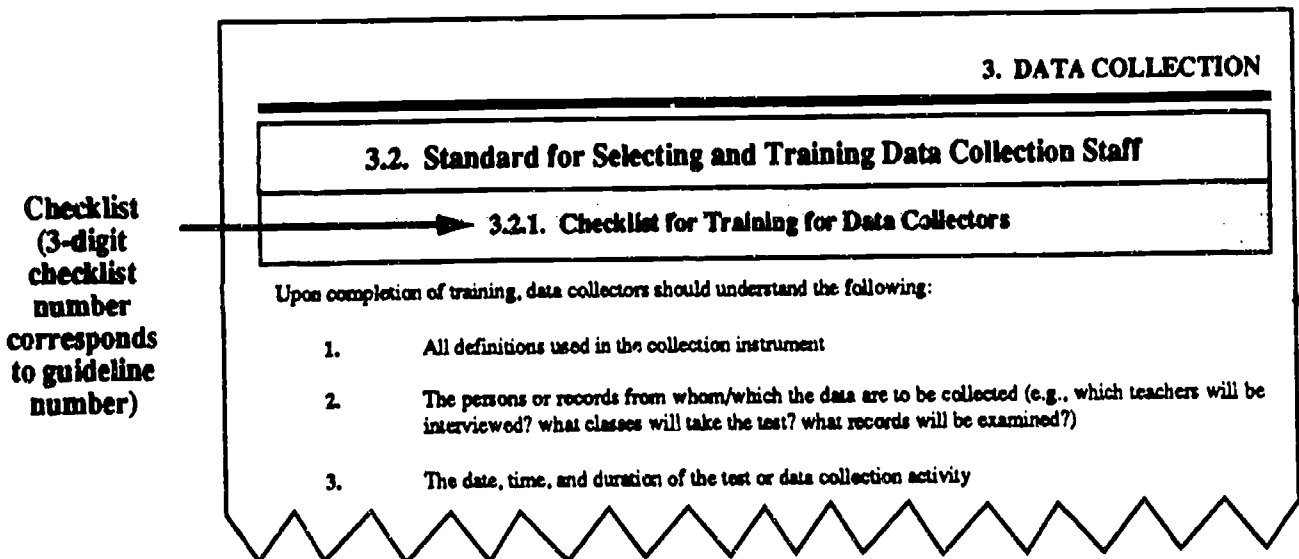 3. DATA COLLECTION
3.2. Standard for Selecting and Training Data Collection Staff
Checklist
(3-digit
checklist
number
corresponds
to guideline
number)
3.2.1. Checklist for Training for Data Collectors
Upon completion of training, data collectors should understand the following:
1. All definitions used in the collection instrument
2. The persons or records from whom/which the data are to be collected (e.g., which teachers will be
interviewed? what classes will take the test? what records will be examined?)
3. The date, time, and duration of the test or data collection activity